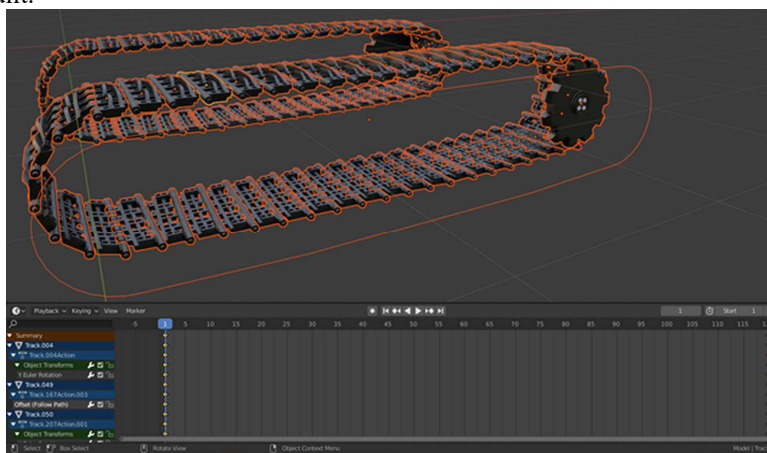 Playback Keying View Marker 1 Start 1
-5 1 5 10 15 20 25 30 35 40 45 50 55 60 65 70 75 80 85 90 95 100 105 110 115
Summary
Track.004
Track.004Action
Object Transforms
Y Euler Rotation
Track.049
Track.167Action.003
Offset (Follow Path)
Track.050
Track.207Action.001
Object Transforms
Select Box Select Rotate View Object Context Menu Model | Trac